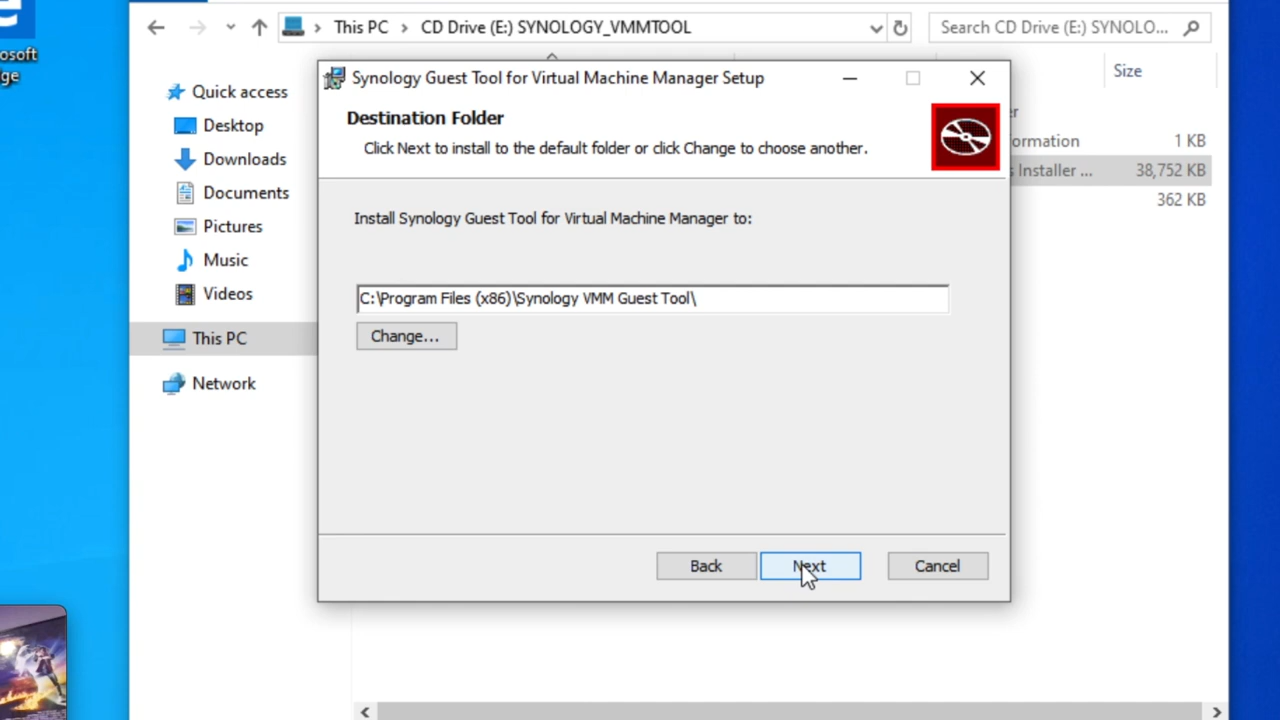 This PC
CD Drive (E:) SYNOLOGY_VMMTOOL
Search CD Drive (E:) SYNOLO...
osoft
ge
Quick access
Desktop
Downloads
Documents
Pictures
Music
Videos
This PC
Network
Size
er
ormation
1 KB
s Installer ...
38,752 KB
362 KB
Synology Guest Tool for Virtual Machine Manager Setup
Destination Folder
Click Next to install to the default folder or click Change to choose another.
Install Synology Guest Tool for Virtual Machine Manager to:
C:\Program Files (x86)\Synology VMM Guest Tool\
Change...
Back
Next
Cancel